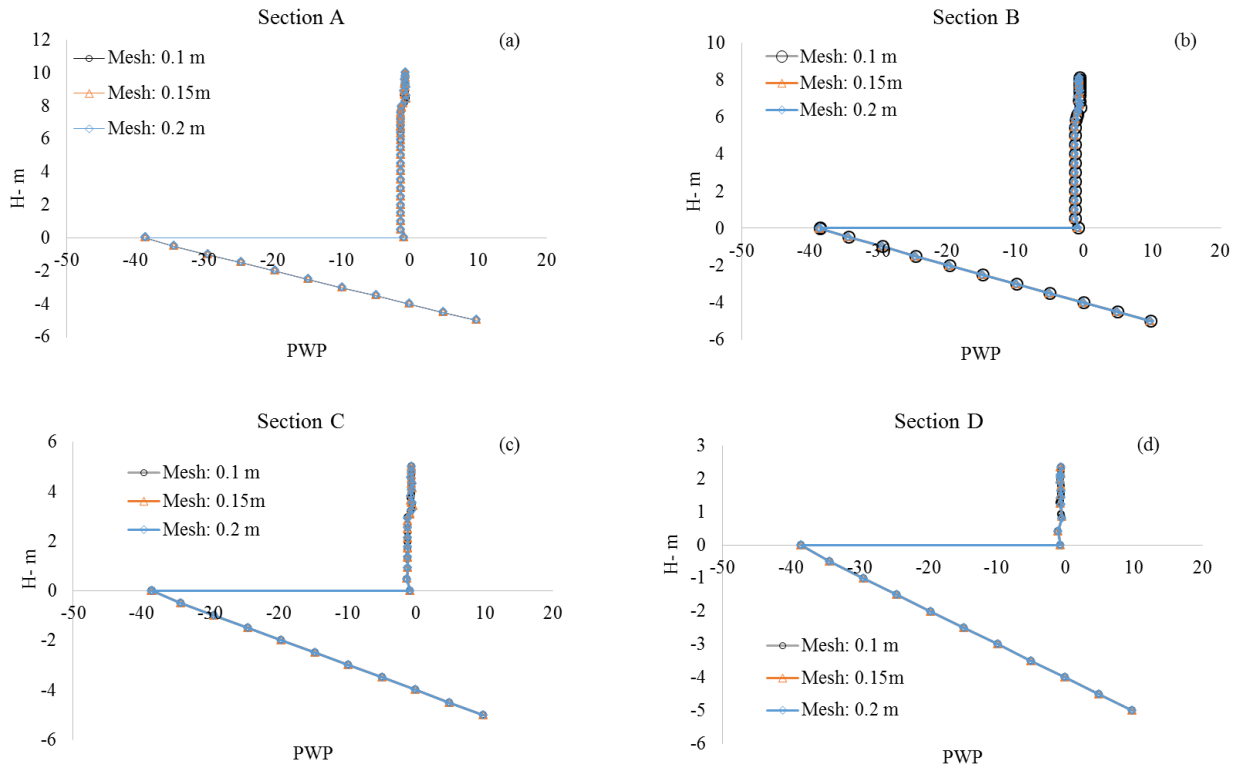 Section A
(a)
Mesh: 0.1 m
Mesh: 0.15m
Mesh: 0.2 m
12
10
8
6
4
2
0
-2
-4
-6
H- m
-50
-40
-30
-20
-10
0
10
20
PWP
Section B
(b)
Mesh: 0.1 m
Mesh: 0.15m
Mesh: 0.2 m
10
8
6
4
2
0
-2
-4
-6
H- m
-50
-40
-30
-20
-10
0
10
20
PWP
Section C
(c)
Mesh: 0.1 m
Mesh: 0.15m
Mesh: 0.2 m
6
4
2
0
-2
-4
-6
H- m
-50
-40
-30
-20
-10
0
10
20
PWP
Section D
(d)
3
2
1
0
-1
-2
-3
-4
-5
-6
H- m
-50
-40
-30
-20
-10
0
10
20
Mesh: 0.1 m
Mesh: 0.15m
Mesh: 0.2 m
PWP